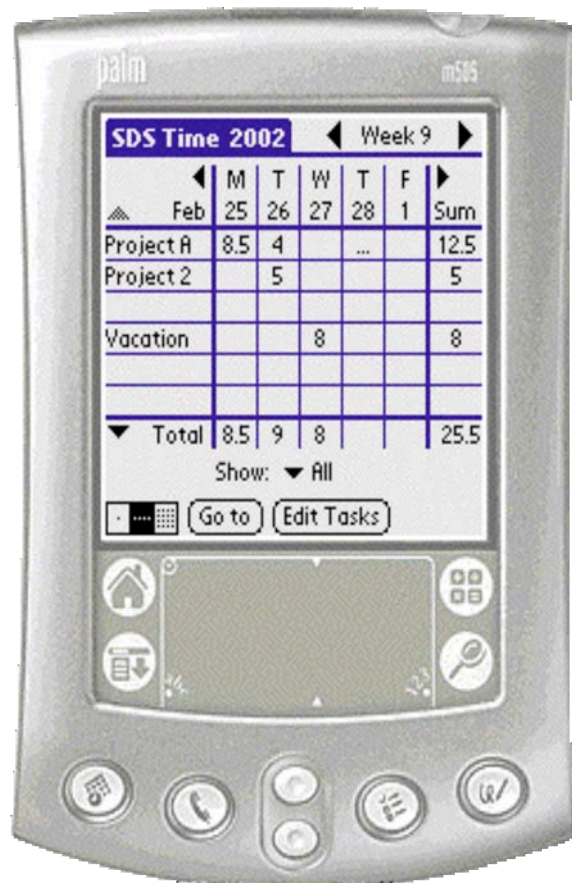 palm m505
SDS Time 2002 Week 9
M T W T F
Feb 25 26 27 28 1 Sum
Project A 8.5 4 ... 12.5
Project 2 5 5
Vacation 8 8
Total 8.5 9 8 25.5
Show: All
Go to Edit Tasks
abc 123